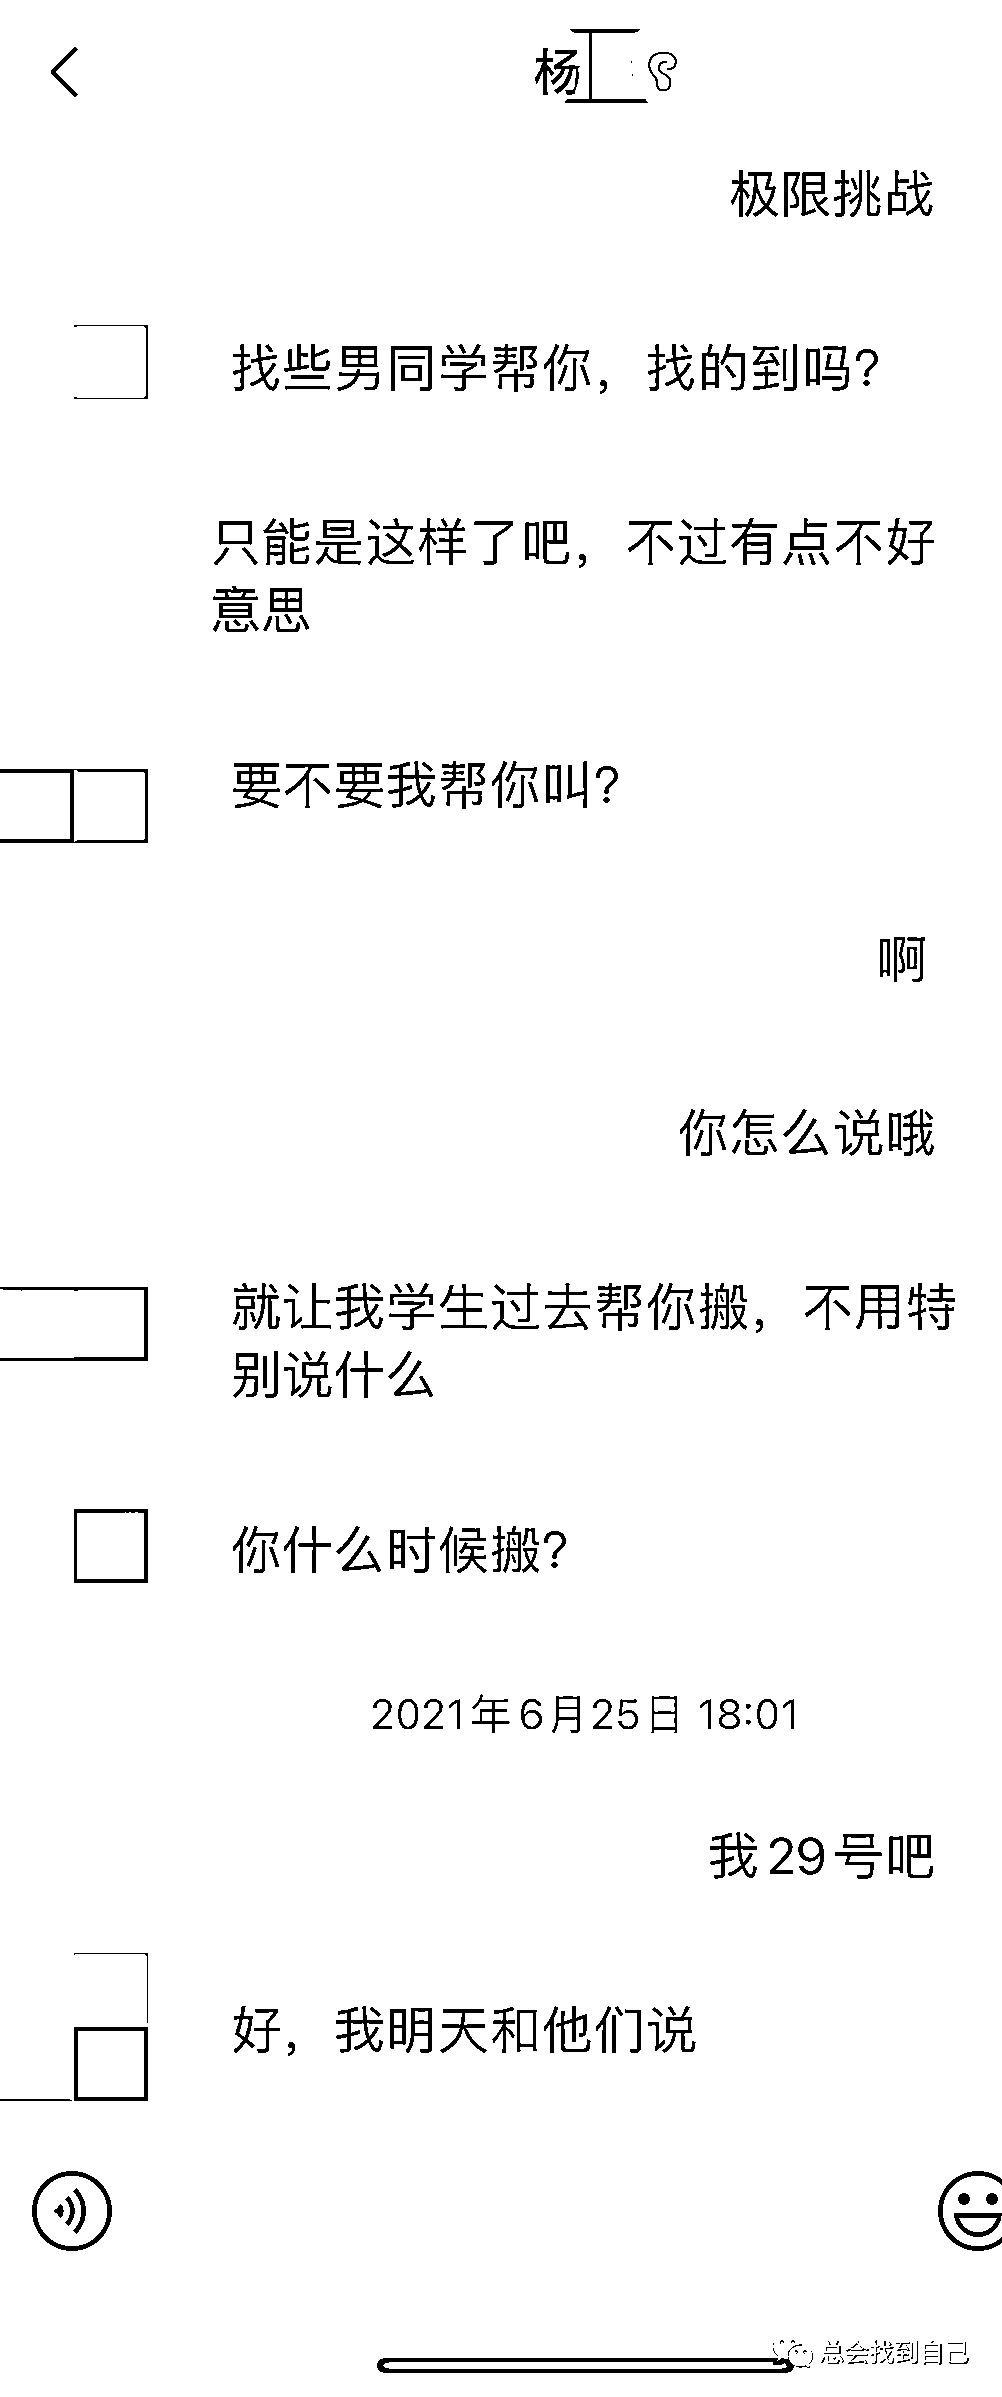 杨
极限挑战
找些男同学帮你，找的到吗?
只能是这样了吧，不过有点不好
意思
要不要我帮你叫?
啊
你怎么说哦
就让我学生过去帮你搬，不用特
别说什么
你什么时候搬?
2021年6月25日 18:01
我29号吧
好，我明天和他们说
总会找到自己